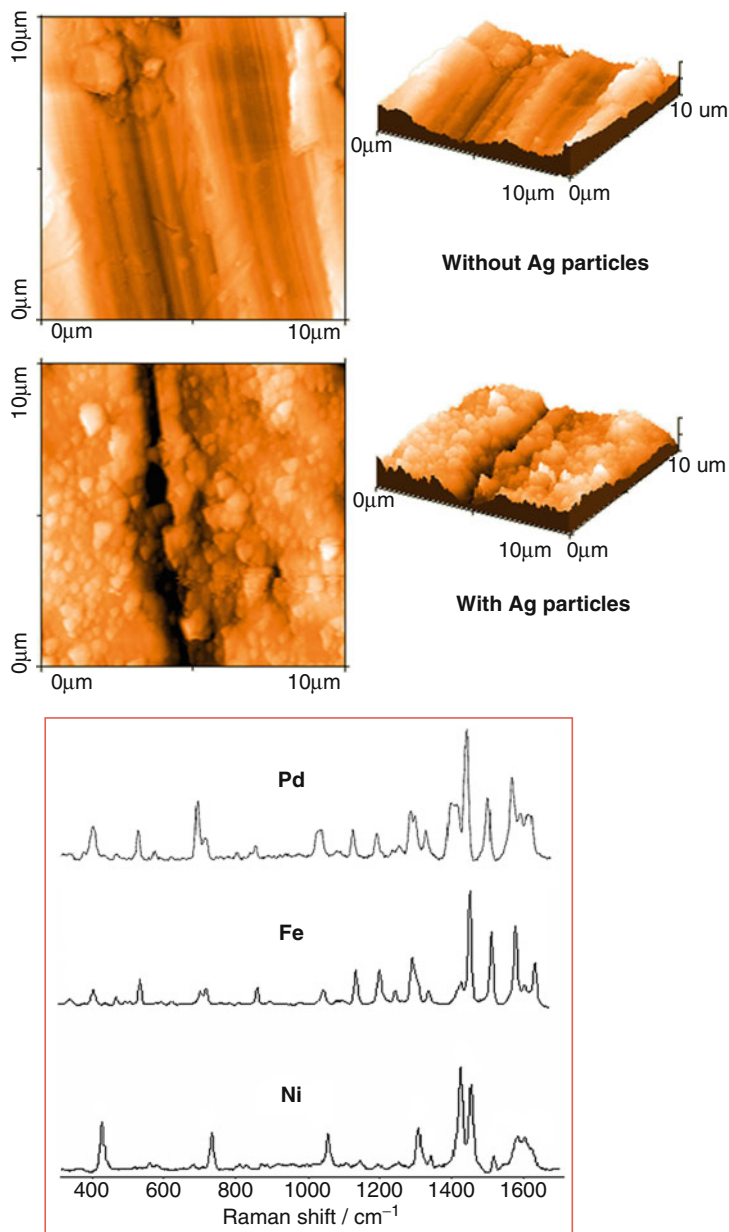 10μm
0μm
0μm 10μm
0μm
10μm 0μm
10 um
Without Ag particles
10μm
0μm
0μm 10μm
0μm
10μm 0μm
10 um
With Ag particles
Pd
Fe
Ni
400 600 800 1000 1200 1400 1600
Raman shift / cm⁻¹